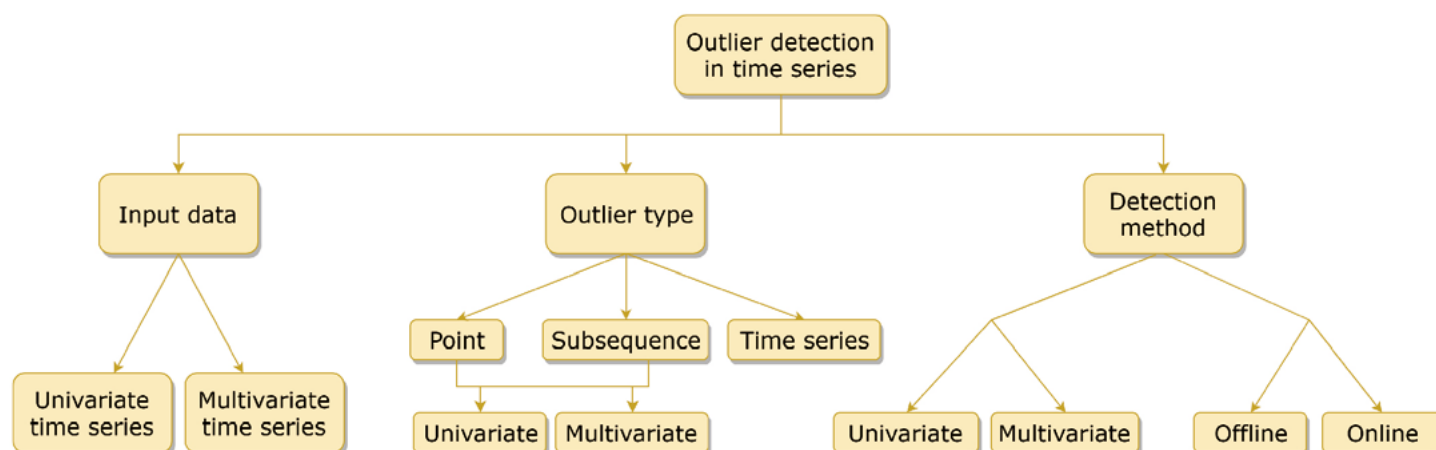 Outlier detection
in time series
Input data
Outlier type
Detection
method
Point
Subsequence
Time series
Univariate
time series
Multivariate
time series
Univariate
Multivariate
Univariate
Multivariate
Offline
Online